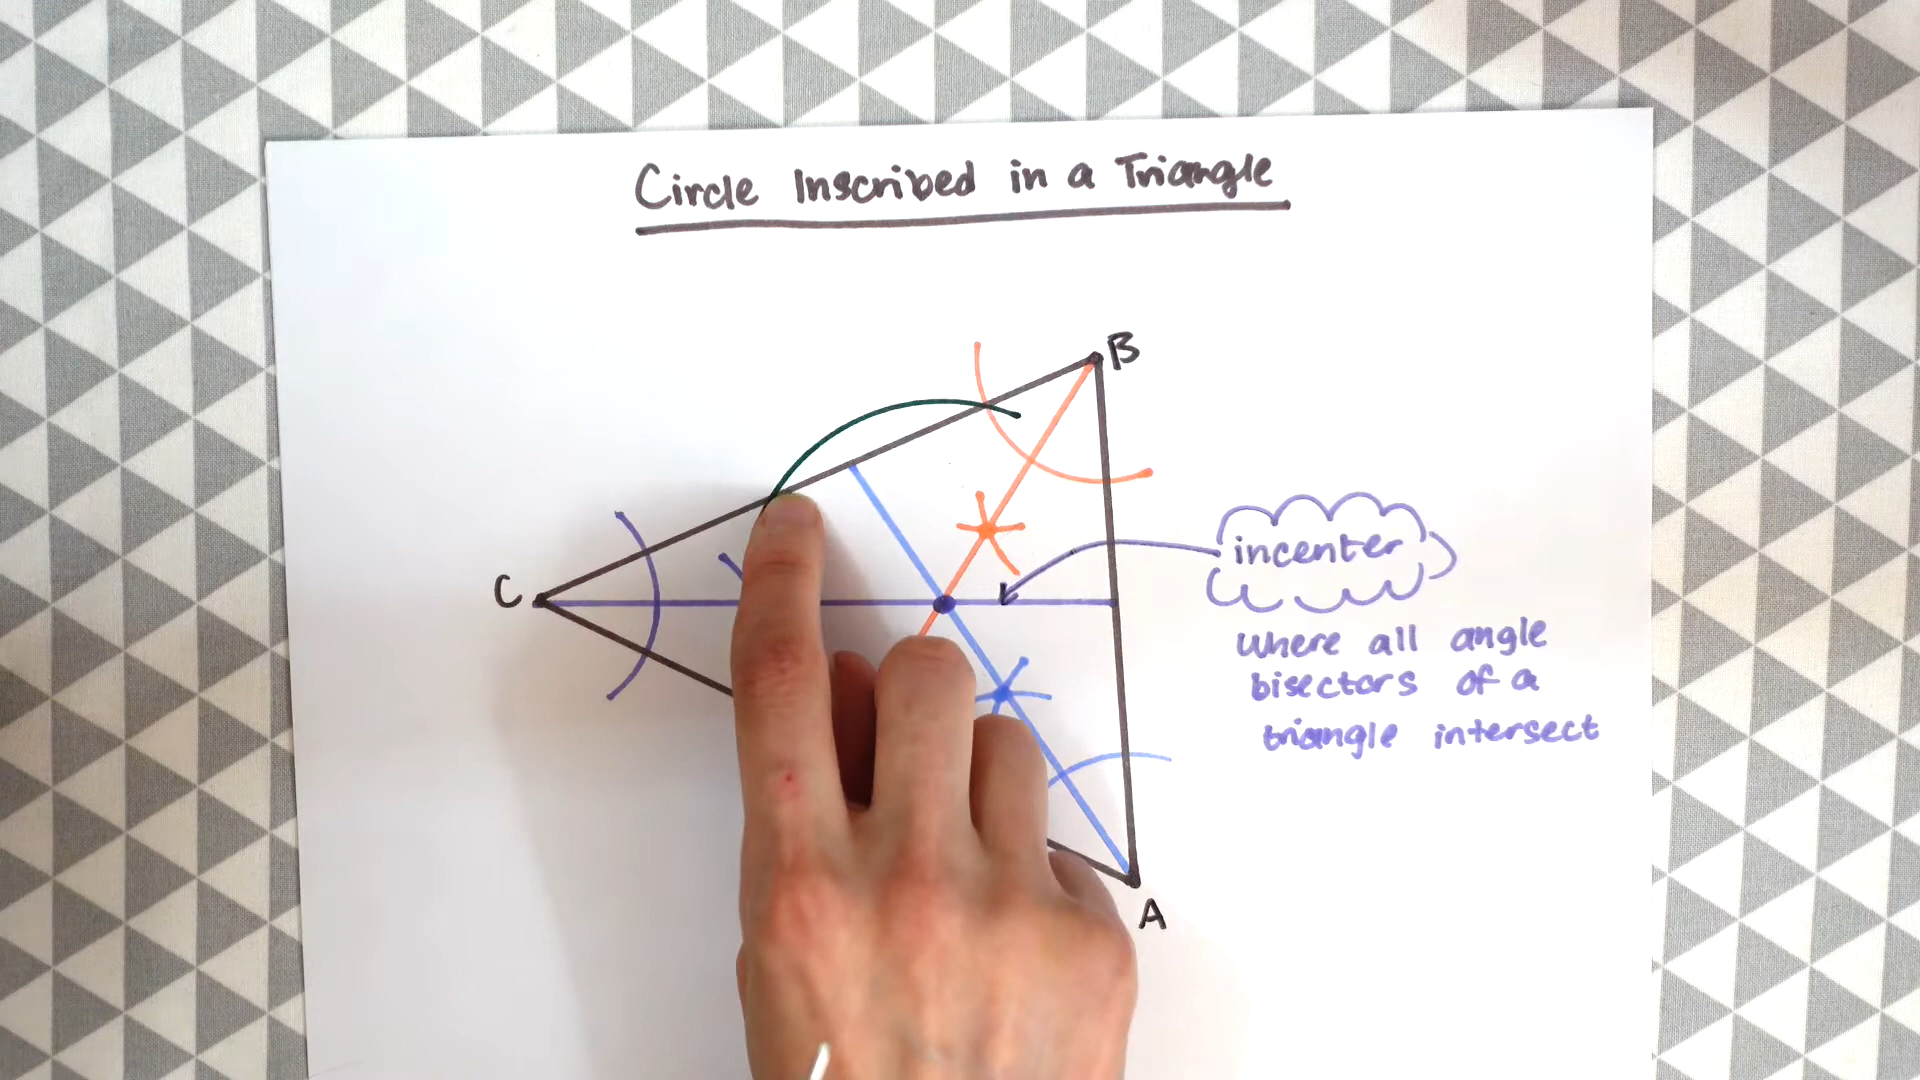 Circle Inscribed in a Triangle
B
C
incenter
where all angle
bisectors of a
triangle intersect
A